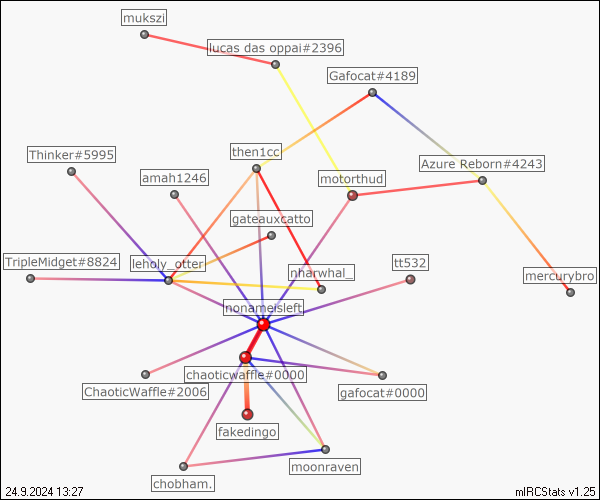 mukszi
lucas das oppai#2396
Gafocat#4189
Thinker#5995
then1cc
Azure Reborn#4243
amah1246
motorthud
gateauxcatto
TripleMidget#8824
leholy_otter
tt532
nharwhal_
mercurybro
nonameisleft
chaoticwaffle#0000
ChaoticWaffle#2006
gafocat#0000
fakedingo
moonraven
chobham.
24.9.2024 13:27
mIRCStats v1.25